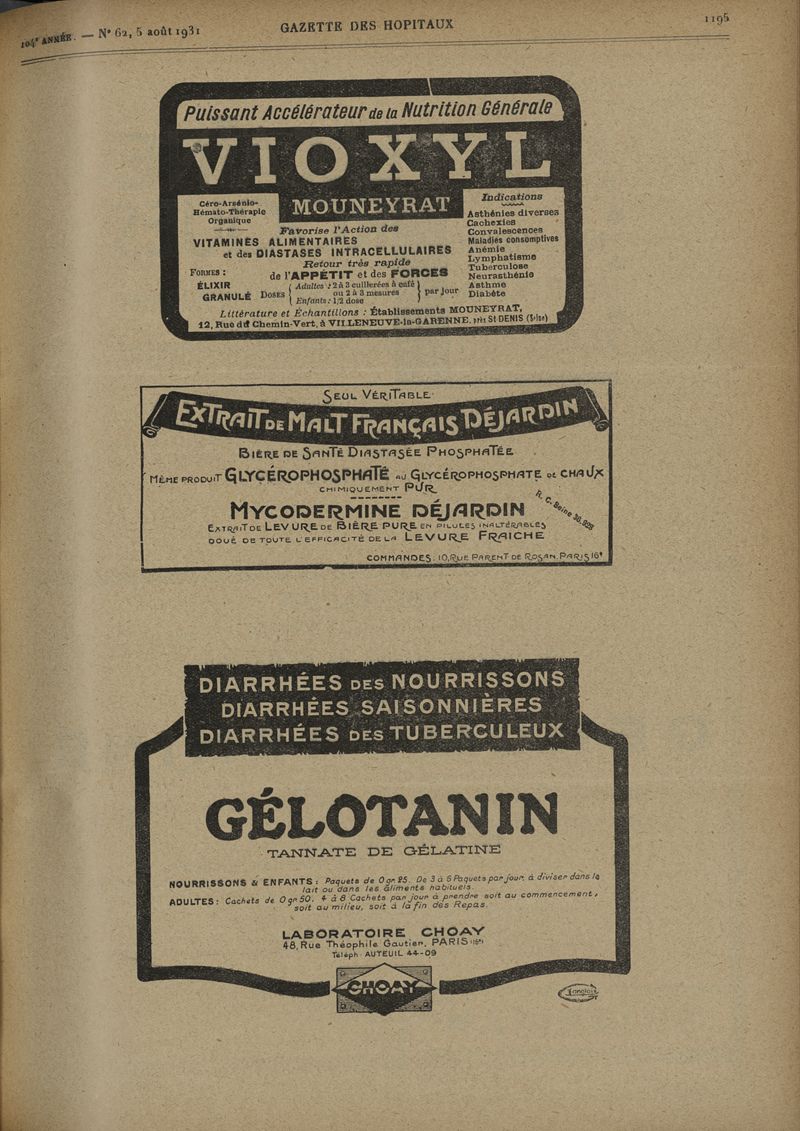 104e ANNÉE. — N° 62, 5 août 1931
GAZETTE DES HOPITAUX
1195
Puissant Accélérateur de la Nutrition Générale
VIOXYL
MOUNEYRAT
Céro-Arsénio-
Hémato-Thérapie
Organique
Favorise l'Action des
VITAMINES ALIMENTAIRES
et des DIASTASES INTRACELLULAIRES
Retour très rapide
de l'APPÉTIT et des FORCES
FORMES :
ÉLIXIR
GRANULÉ
DOSES
Adultes : 2 à 3 cuillerées à café
ou 2 à 3 mesures
Enfants : 1/2 dose
par jour
Indications
Asthénies diverses
Cachexies
Convalescences
Maladies consomptives
Anémie
Lymphatisme
Tuberculose
Neurasthénie
Asthme
Diabète
Littérature et Échantillons : Établissements MOUNEYRAT,
12, Rue du Chemin-Vert, à VILLENEUVE-la-GARENNE, près St DENIS (Seine)
SEUL VÉRITABLE
EXTRAIT DE MALT FRANÇAIS DÉJARDIN
BIÈRE DE SANTÉ DIASTASÉE PHOSPHATÉE
MÊME PRODUIT GLYCÉROPHOSPHATÉ AU GLYCÉROPHOSPHATE DE CHAUX
CHIMIQUEMENT PUR
MYCODERMINE DÉJARDIN
R. C. Seine 36.929
EXTRAIT DE LEVURE DE BIÈRE PURE EN PILULES INALTÉRABLES
DOUÉ DE TOUTE L'EFFICACITÉ DE LA LEVURE FRAICHE
COMMANDES : 10, RUE PARENT DE ROSAN, PARIS 16e
DIARRHÉES DES NOURRISSONS
DIARRHÉES SAISONNIÈRES
DIARRHÉES DES TUBERCULEUX
GÉLOTANIN
TANNATE DE GÉLATINE
NOURRISSONS & ENFANTS : Paquets de 0 gr. 25. De 3 à 6 Paquets par jour, à diviser dans le
lait ou dans les aliments habituels.
ADULTES : Cachets de 0 gr 50. 4 à 8 Cachets par jour à prendre soit au commencement,
soit au milieu, soit à la fin des Repas.
LABORATOIRE CHOAY
48, Rue Théophile Gautier, PARIS (16e)
Téléph. AUTEUIL 44-09
CHOAY